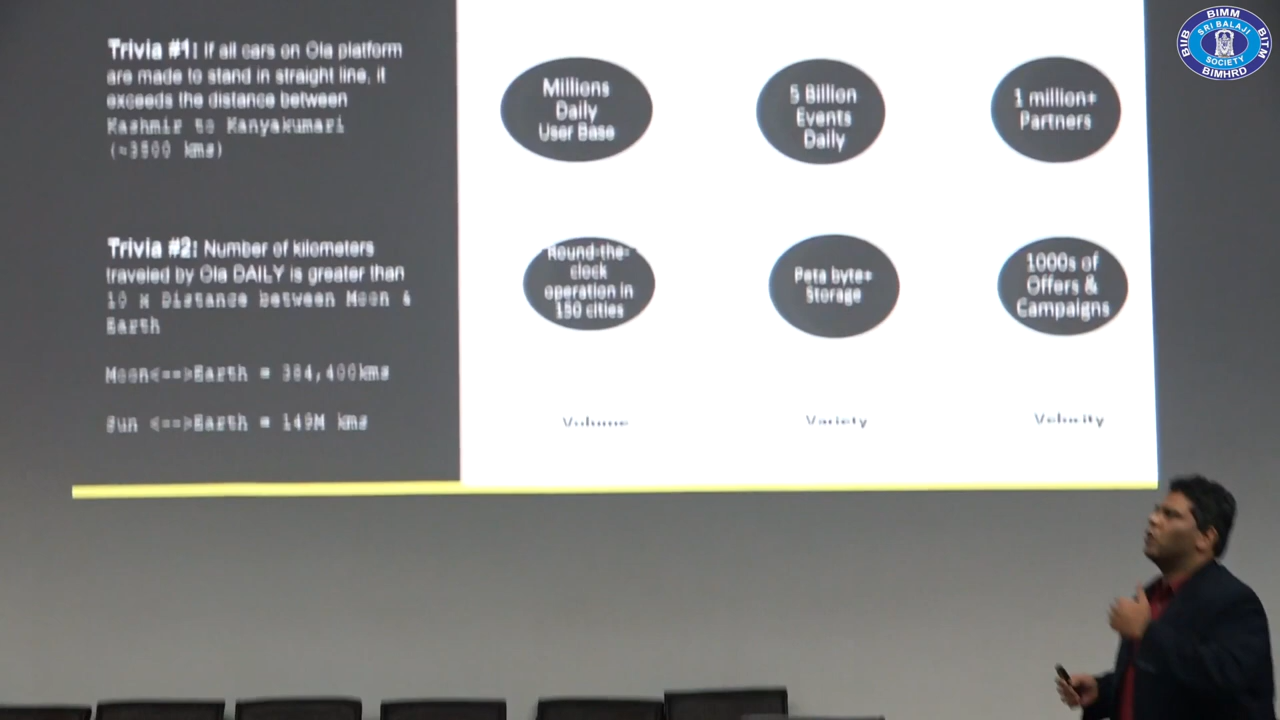 Trivia #1: If all cars on Ola platform
are made to stand in straight line, it
exceeds the distance between
Kashmir to Kanyakumari
(~3500 kms)
Trivia #2: Number of kilometers
traveled by Ola DAILY is greater than
10 x Distance between Moon &
Earth
Moon<==>Earth = 384,400kms
Sun <==>Earth = 149M kms
Millions
Daily
User Base
5 Billion
Events
Daily
1 million+
Partners
Round-the-
clock
operation in
150 cities
Peta byte+
Storage
1000s of
Offers &
Campaigns
Volume
Variety
Velocity
BIMM
BIIB
SRI BALAJI
SOCIETY
BITM
BIMHRD